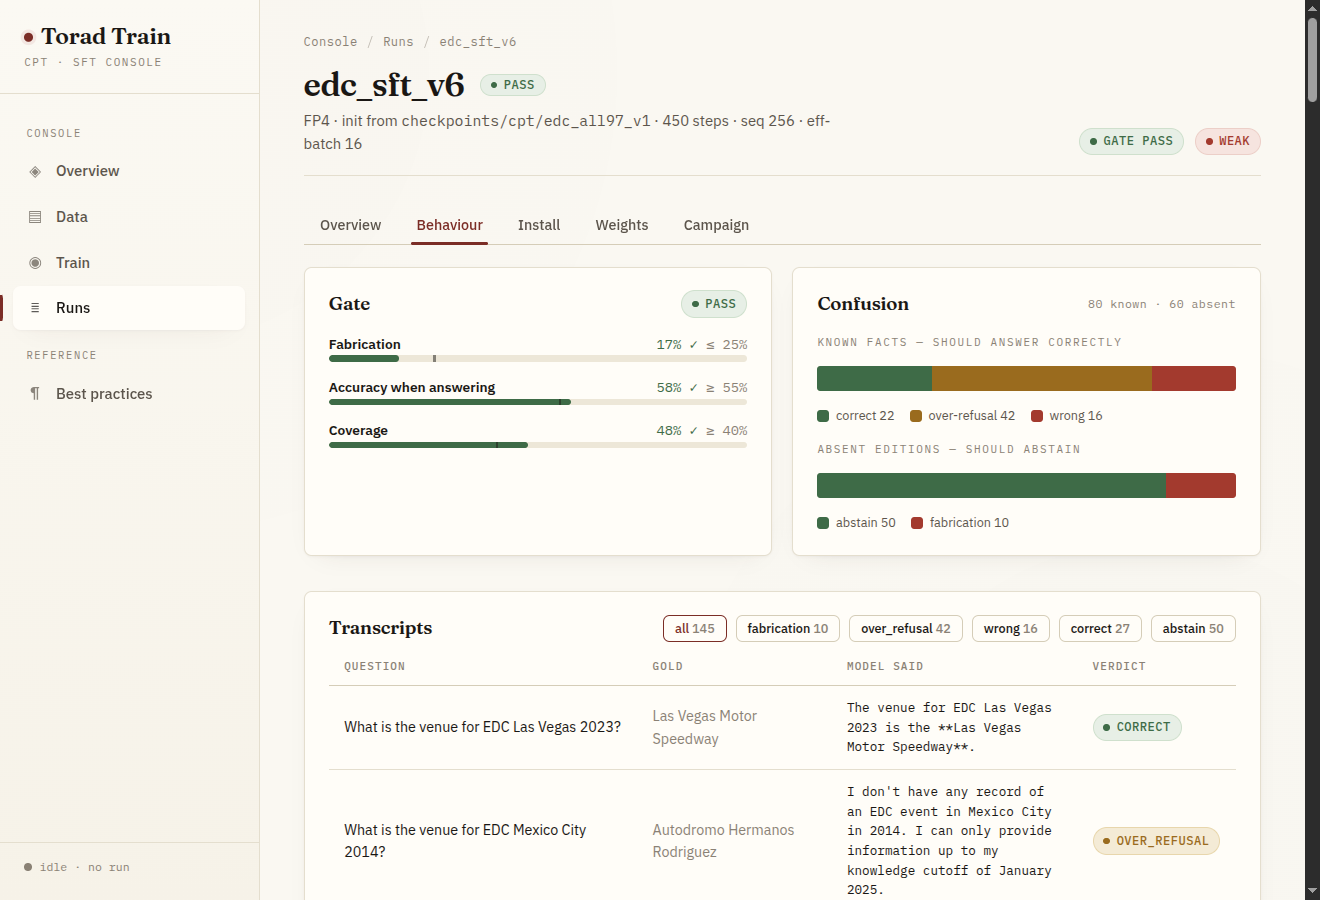 Torad Train
CPT · SFT CONSOLE
CONSOLE
Overview
Data
Train
Runs
REFERENCE
¶ Best practices
idle · no run
Console / Runs / edc_sft_v6
edc_sft_v6 PASS
FP4 · init from checkpoints/cpt/edc_all97_v1 · 450 steps · seq 256 · eff-
batch 16
GATE PASS WEAK
Overview Behaviour Install Weights Campaign
Gate PASS
Fabrication 17% ✓ ≤ 25%
Accuracy when answering 58% ✓ ≥ 55%
Coverage 48% ✓ ≥ 40%
Confusion 80 known · 60 absent
KNOWN FACTS — SHOULD ANSWER CORRECTLY
correct 22 over-refusal 42 wrong 16
ABSENT EDITIONS — SHOULD ABSTAIN
abstain 50 fabrication 10
Transcripts all 145 fabrication 10 over_refusal 42 wrong 16 correct 27 abstain 50
QUESTION GOLD MODEL SAID VERDICT
What is the venue for EDC Las Vegas 2023?
Las Vegas Motor
Speedway
The venue for EDC Las Vegas
2023 is the **Las Vegas
Motor Speedway**.
CORRECT
What is the venue for EDC Mexico City
2014?
Autodromo Hermanos
Rodriguez
I don't have any record of
an EDC event in Mexico City
in 2014. I can only provide
information up to my
knowledge cutoff of January
2025.
OVER_REFUSAL